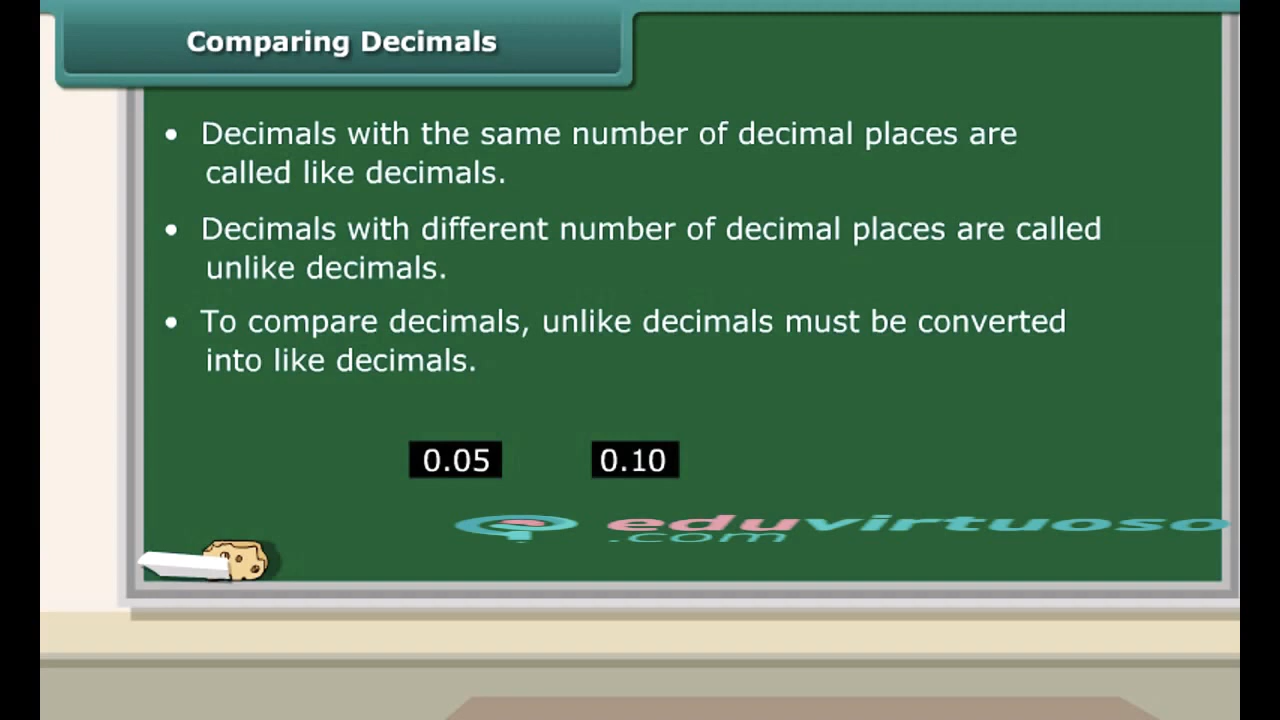 Comparing Decimals
• Decimals with the same number of decimal places are
called like decimals.
• Decimals with different number of decimal places are called
unlike decimals.
• To compare decimals, unlike decimals must be converted
into like decimals.
0.05 0.10
eduvirtuoso
.com